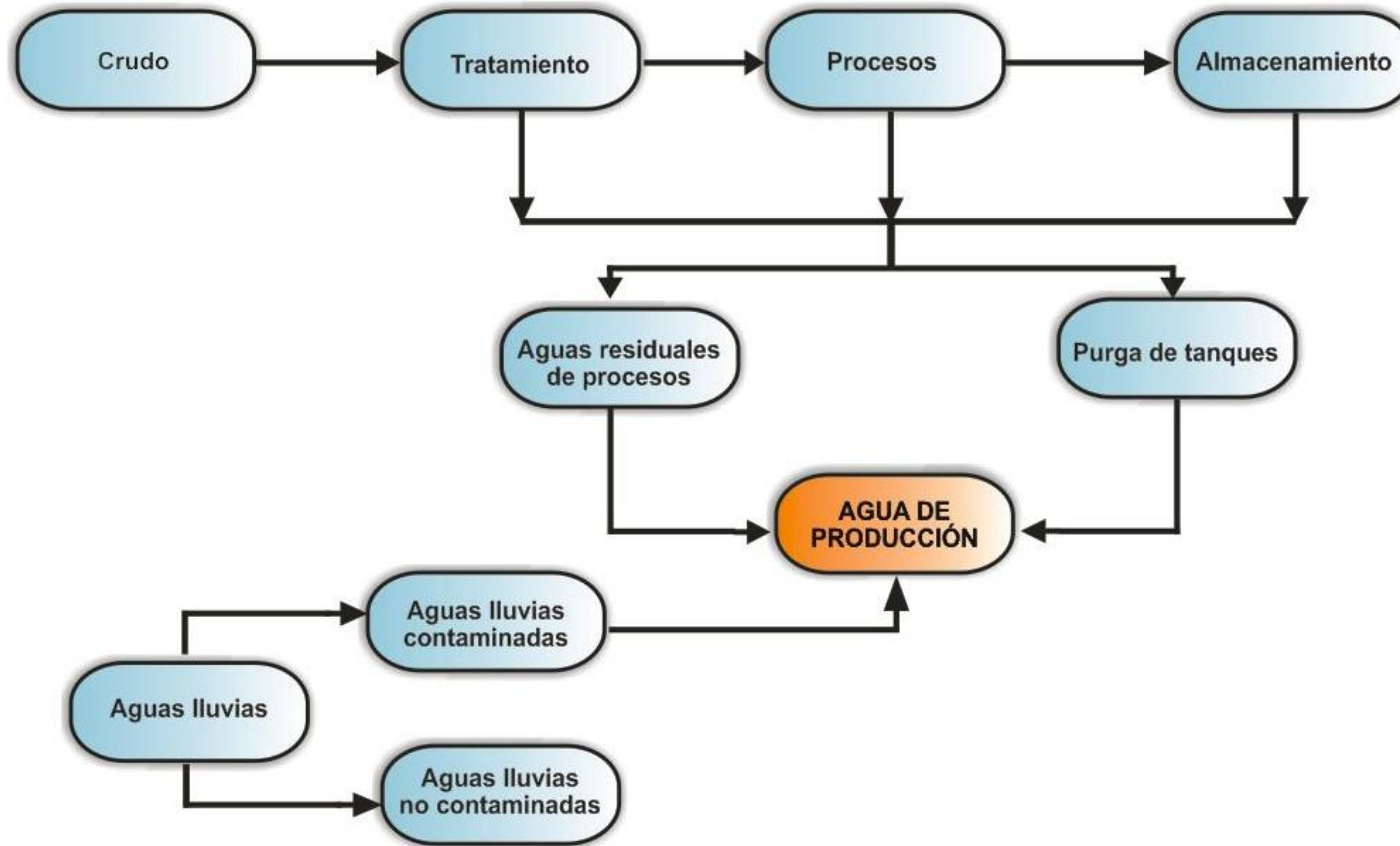 Crudo
Tratamiento
Procesos
Almacenamiento
Aguas residuales
de procesos
Purga de tanques
AGUA DE
PRODUCCIÓN
Aguas lluvias
contaminadas
Aguas lluvias
Aguas lluvias
no contaminadas